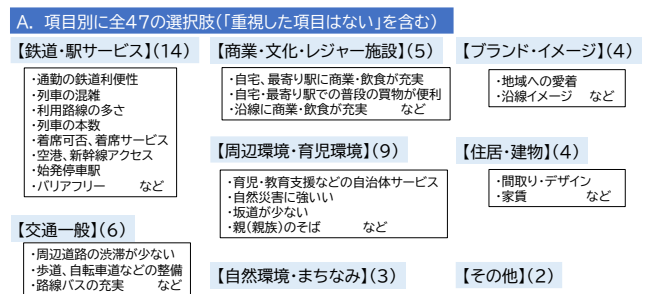 A. 項目別に全47の選択肢(「重視した項目はない」を含む)
【鉄道・駅サービス】(14)
・通勤の鉄道利便性
・列車の混雑
・利用路線の多さ
・列車の本数
・着席可否、着席サービス
・空港、新幹線アクセス
・始発停車駅
・バリアフリー など
【交通一般】(6)
・周辺道路の渋滞が少ない
・歩道、自転車道などの整備
・路線バスの充実 など
【商業・文化・レジャー施設】(5)
・自宅、最寄り駅に商業・飲食が充実
・自宅・最寄り駅での普段の買物が便利
・沿線に商業・飲食が充実 など
【周辺環境・育児環境】(9)
・育児・教育支援などの自治体サービス
・自然災害に強いい
・坂道が少ない
・親(親族)のそば など
【自然環境・まちなみ】(3)
【ブランド・イメージ】(4)
・地域への愛着
・沿線イメージ など
【住居・建物】(4)
・間取り・デザイン
・家賃 など
【その他】(2)